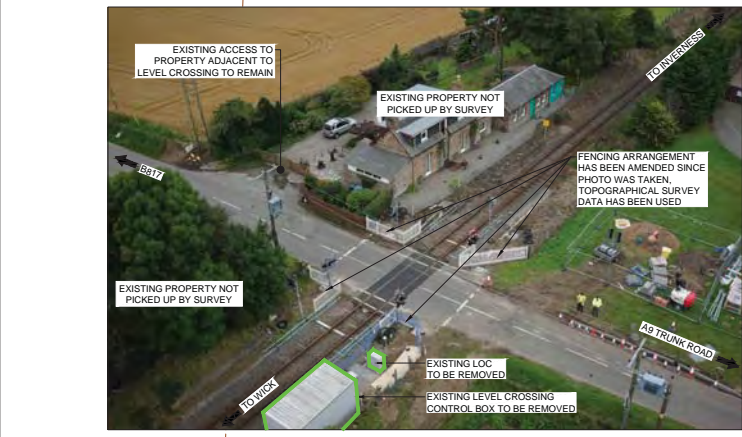 EXISTING ACCESS TO
PROPERTY ADJACENT TO
LEVEL CROSSING TO REMAIN
TO INVERNESS
EXISTING PROPERTY NOT
PICKED UP BY SURVEY
B817
FENCING ARRANGEMENT
HAS BEEN AMENDED SINCE
PHOTO WAS TAKEN,
TOPOGRAPHICAL SURVEY
DATA HAS BEEN USED
EXISTING PROPERTY NOT
PICKED UP BY SURVEY
A9 TRUNK ROAD
EXISTING LOC
TO BE REMOVED
TO WICK
EXISTING LEVEL CROSSING
CONTROL BOX TO BE REMOVED